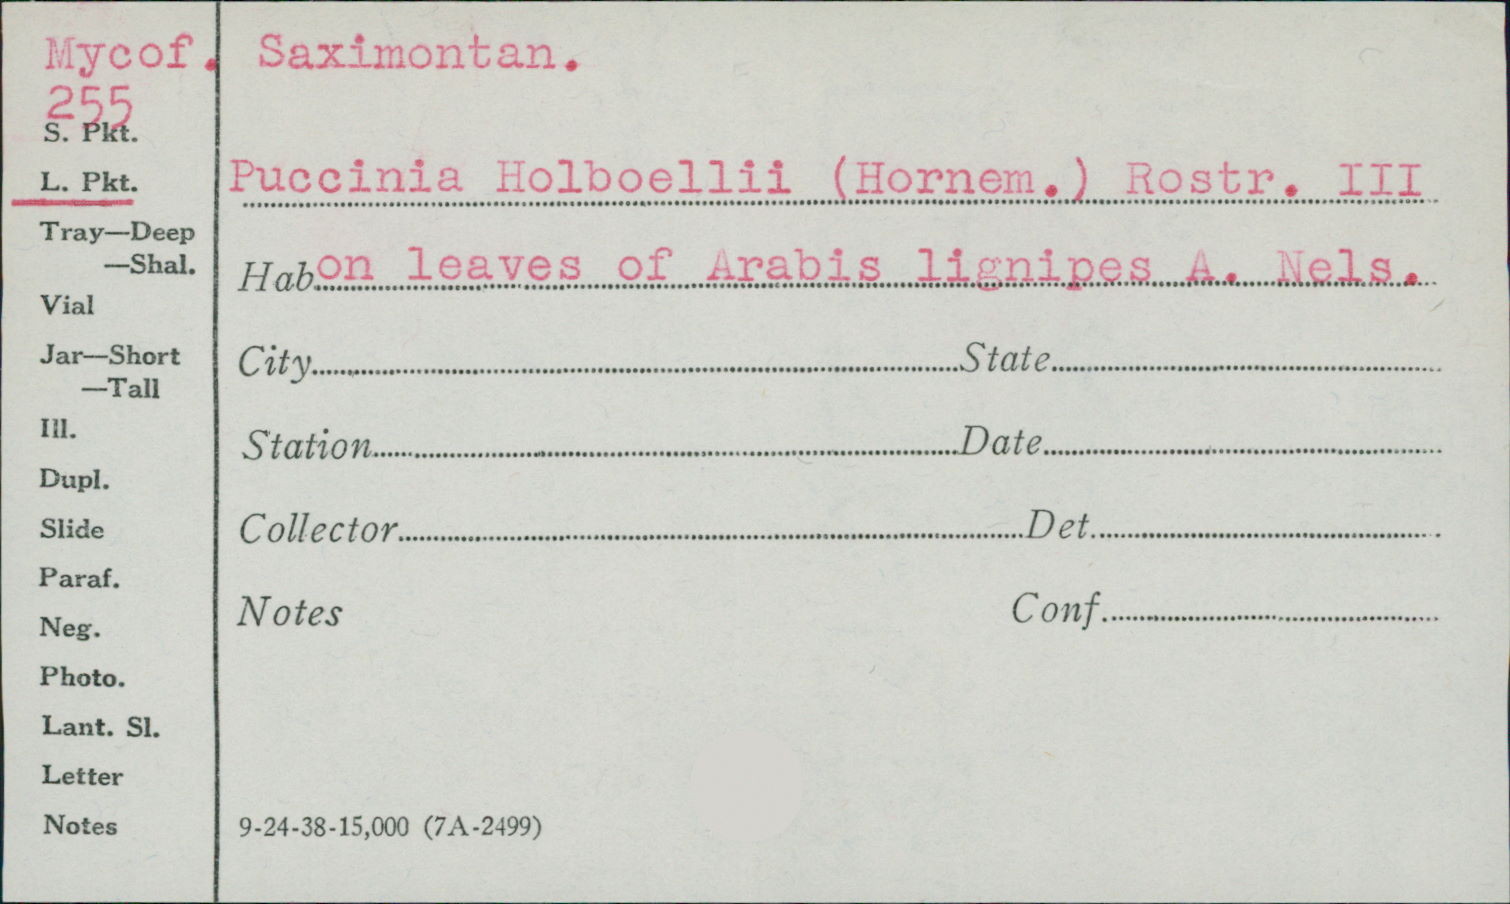 Mycof. Saximontan.
255
S. Pkt.
L. Pkt.
Puccinia Holboellii (Hornem.) Rostr. III
Tray—Deep
—Shal.
Hab on leaves of Arabis lignipes A. Nels.
Vial
Jar—Short
—Tall
City State
Ill.
Station Date
Dupl.
Slide
Collector Det.
Paraf.
Neg.
Notes Conf.
Photo.
Lant. Sl.
Letter
Notes
9-24-38-15,000 (7A-2499)